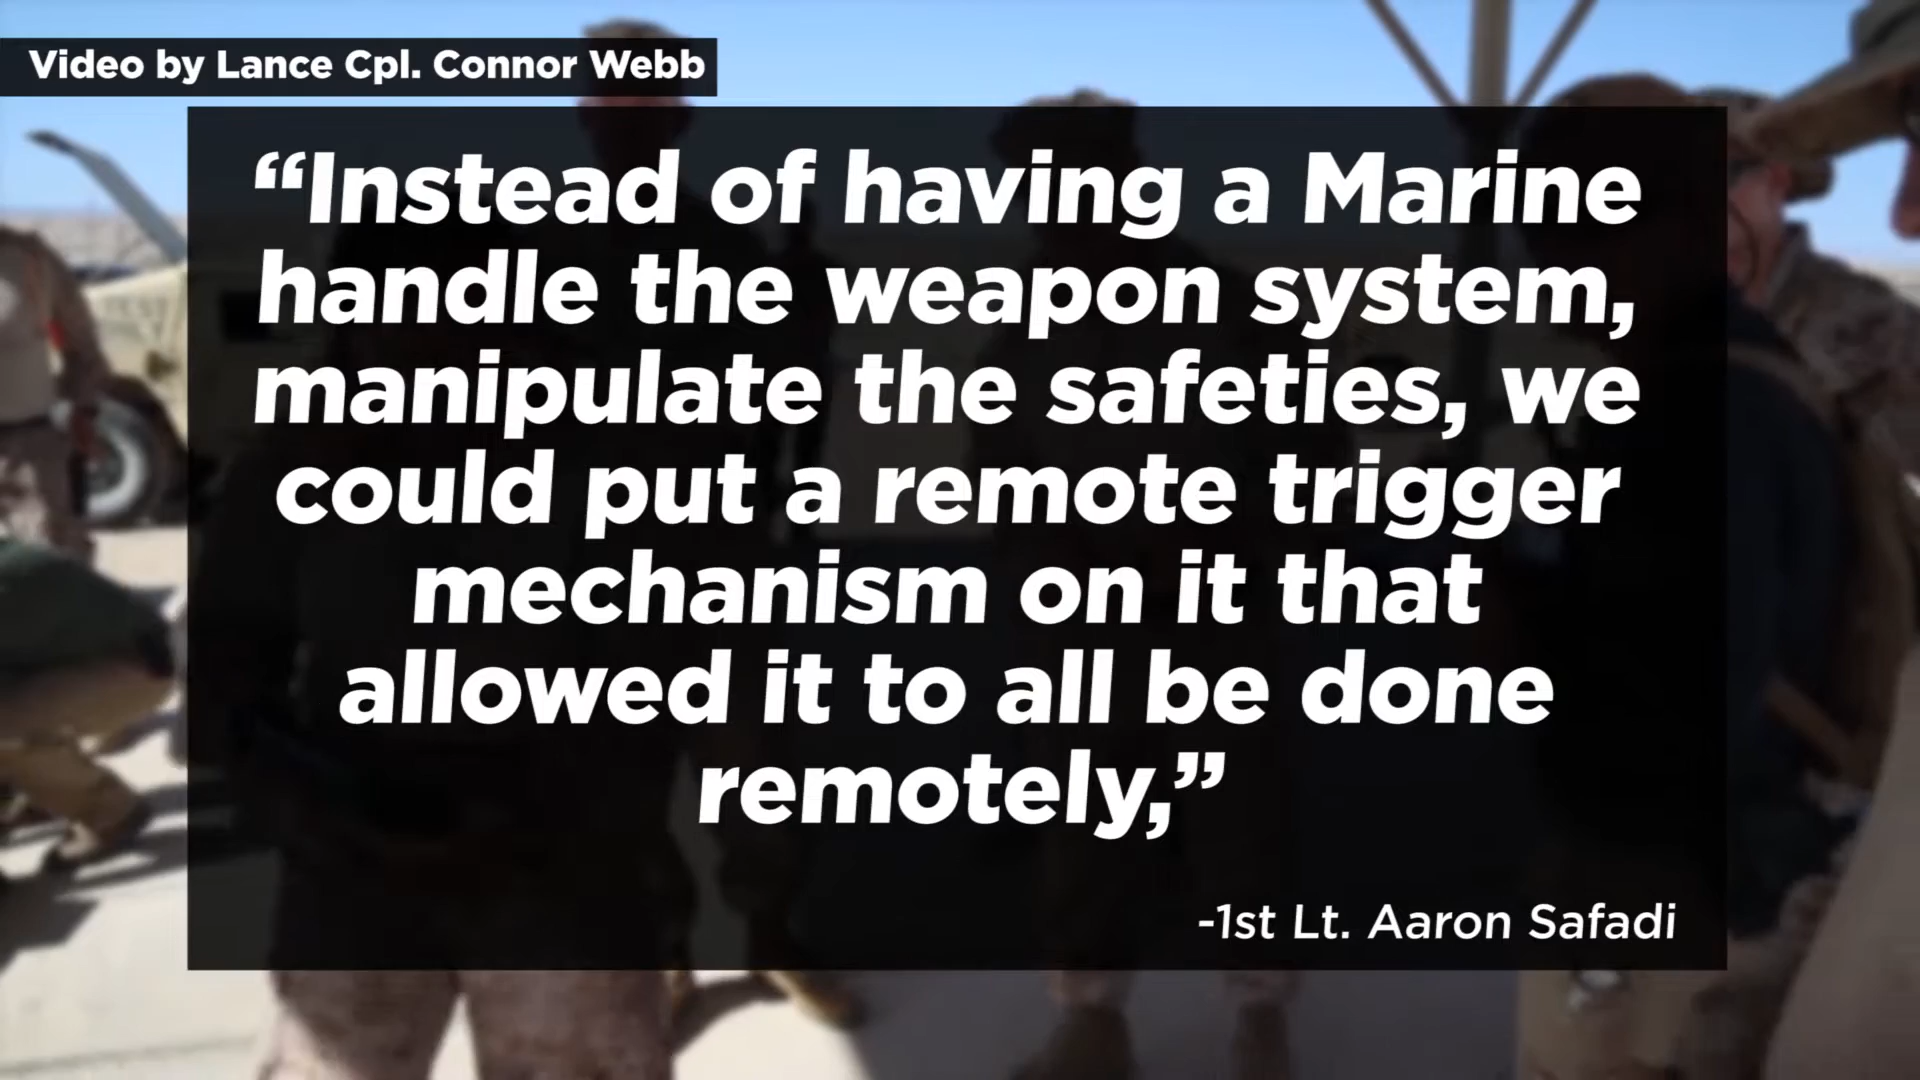 Video by Lance Cpl. Connor Webb
“Instead of having a Marine
handle the weapon system,
manipulate the safeties, we
could put a remote trigger
mechanism on it that
allowed it to all be done
remotely,”
-1st Lt. Aaron Safadi